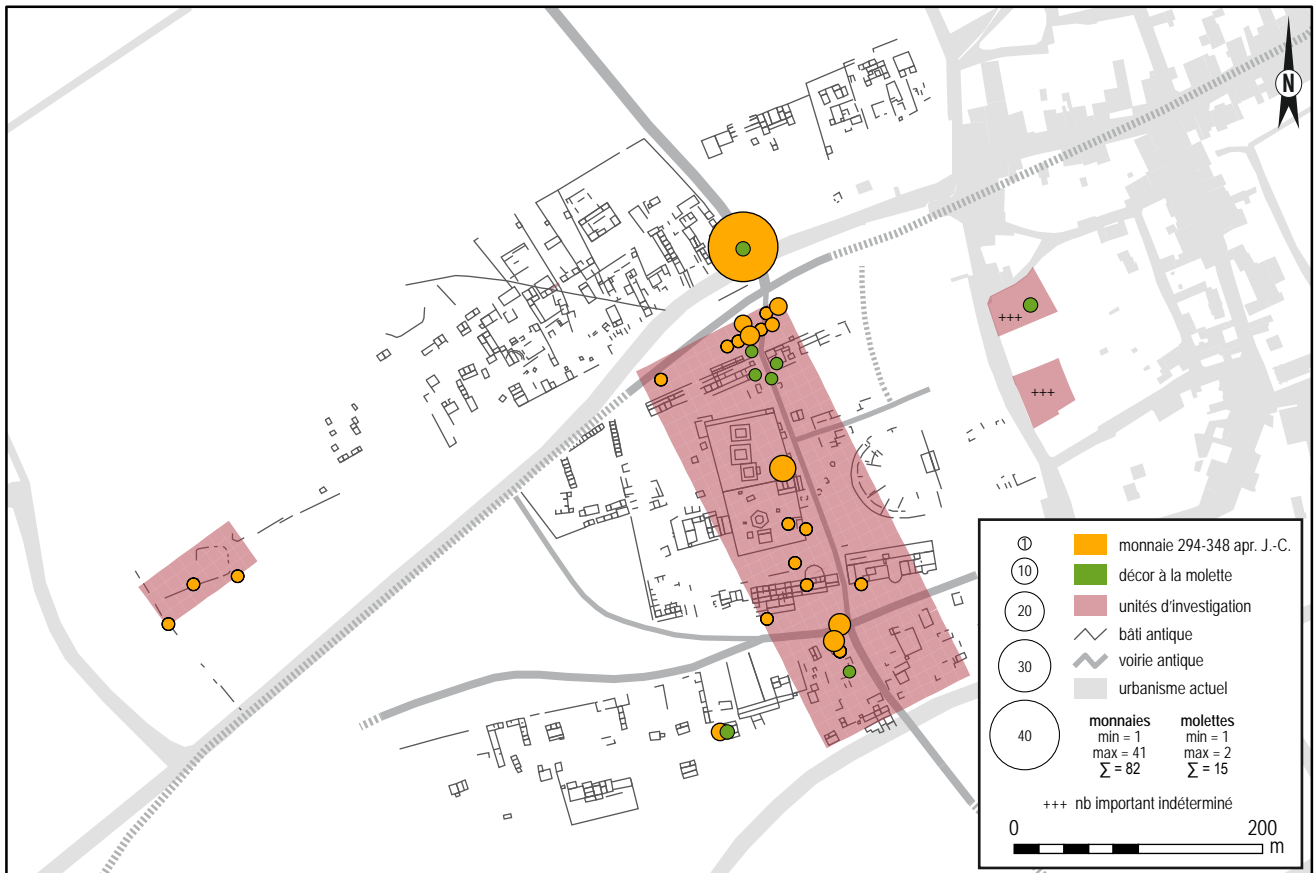 N
+++
+++
1
10
20
30
40
monnaie 294-348 apr. J.-C.
décor à la molette
unités d'investigation
bâti antique
voirie antique
urbanisme actuel
monnaies
min = 1
max = 41
∑ = 82
molettes
min = 1
max = 2
∑ = 15
+++ nb important indéterminé
0 200
m